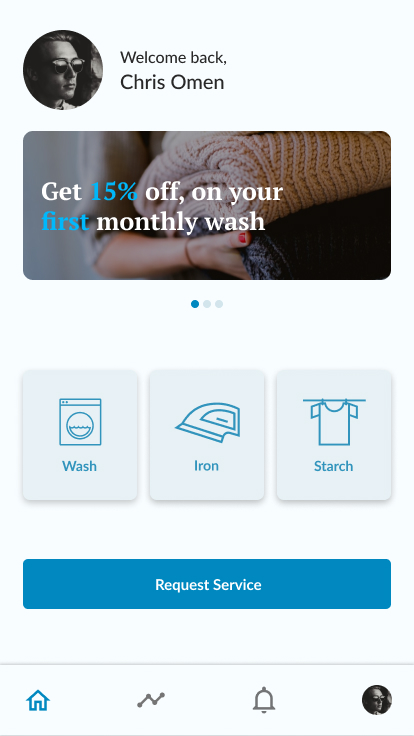 Welcome back,
Chris Omen
Get 15% off, on your
first monthly wash
Wash
Iron
Starch
Request Service